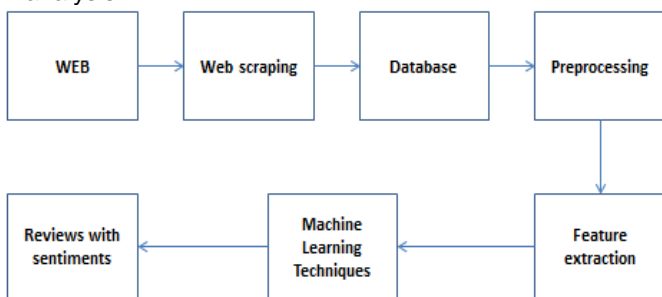 WEB
Web scraping
Database
Preprocessing
Reviews with
sentiments
Machine
Learning
Techniques
Feature
extraction